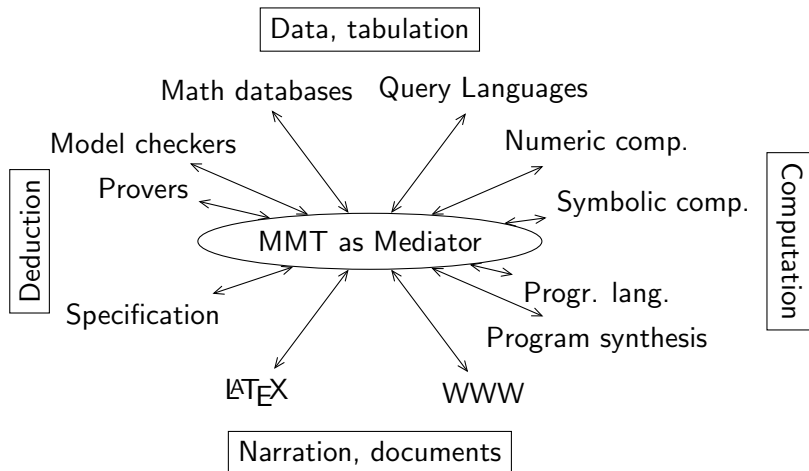 Data, tabulation
Math databases
Query Languages
Model checkers
Numeric comp.
Provers
Symbolic comp.
Deduction
MMT as Mediator
Computation
Specification
Progr. lang.
Program synthesis
LATEX
WWW
Narration, documents